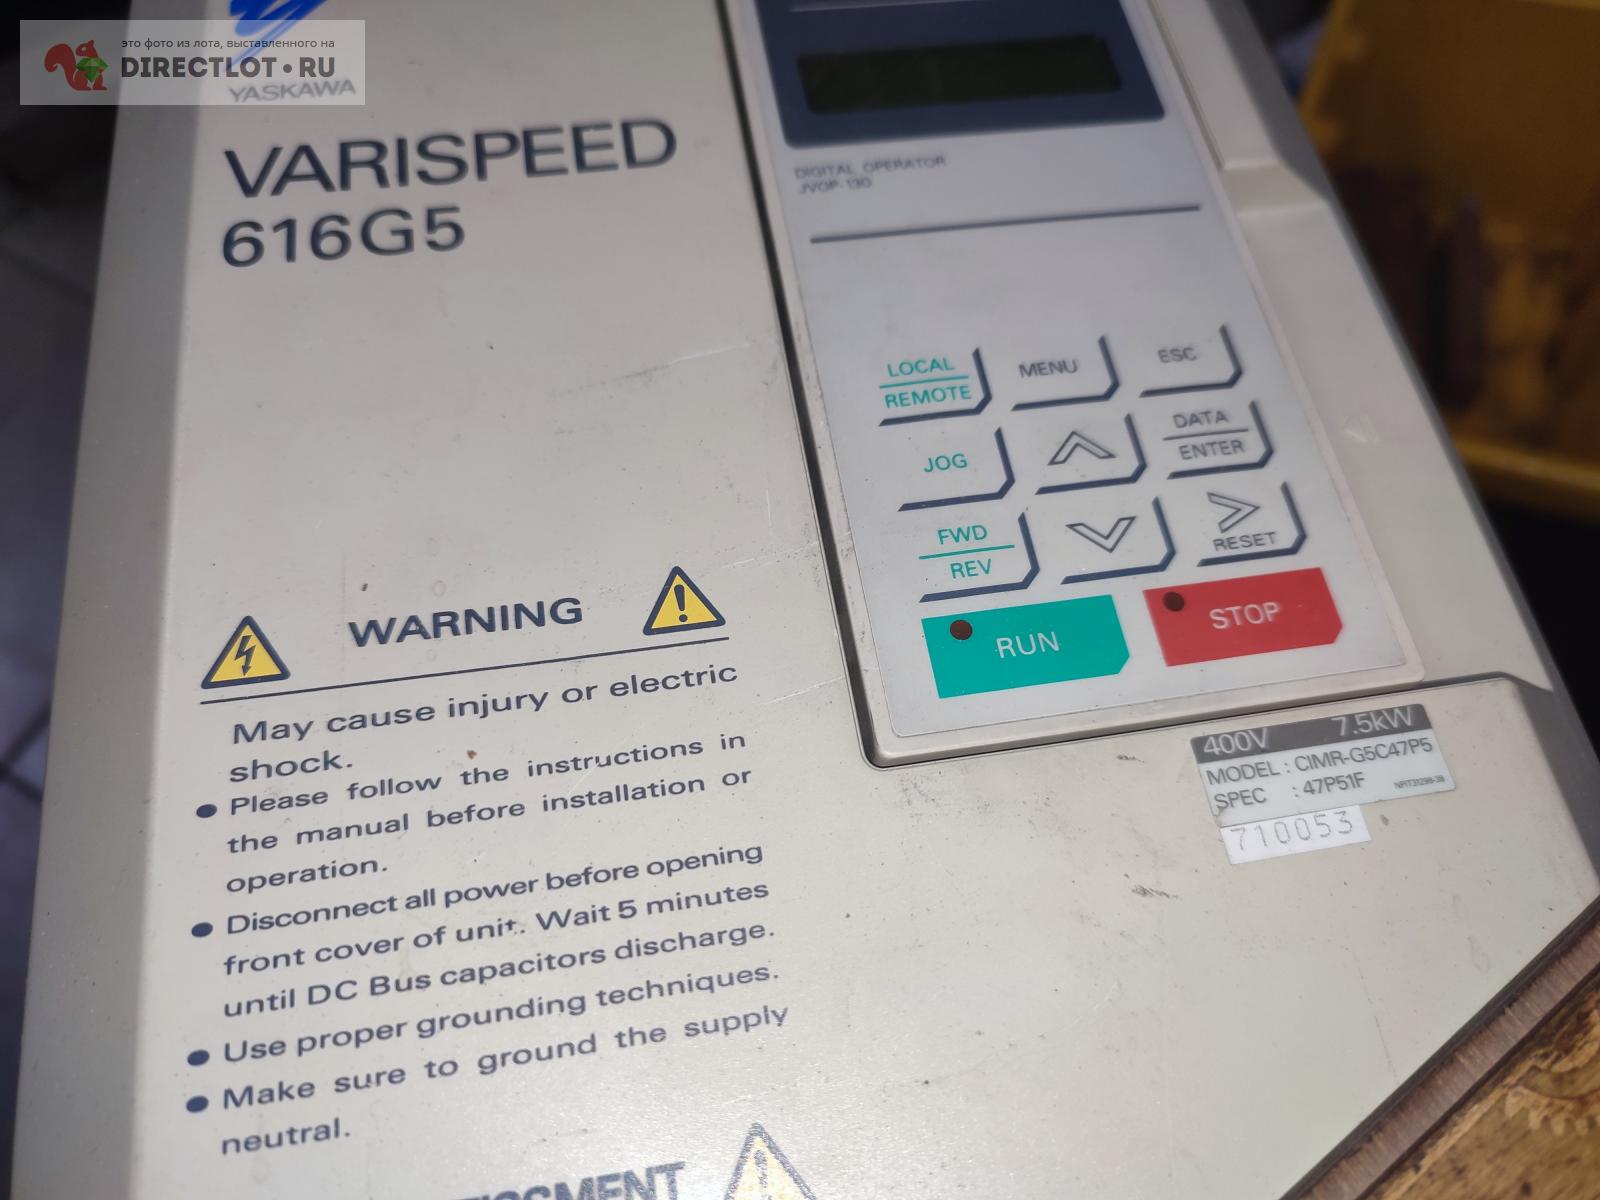 это фото из лота, выставленного на
DIRECTLOT.RU
YASKAWA
VARISPEED
616G5
DIGITAL OPERATOR
JVOP-130
LOCAL
REMOTE
MENU
ESC
JOG
DATA
ENTER
FWD
REV
RESET
RUN
STOP
400V 7.5kW
MODEL : CIMR-G5C47P5
SPEC : 47P51F
710053
WARNING
May cause injury or electric
shock.
● Please follow the instructions in
the manual before installation or
operation.
● Disconnect all power before opening
front cover of unit. Wait 5 minutes
until DC Bus capacitors discharge.
● Use proper grounding techniques.
● Make sure to ground the supply
neutral.